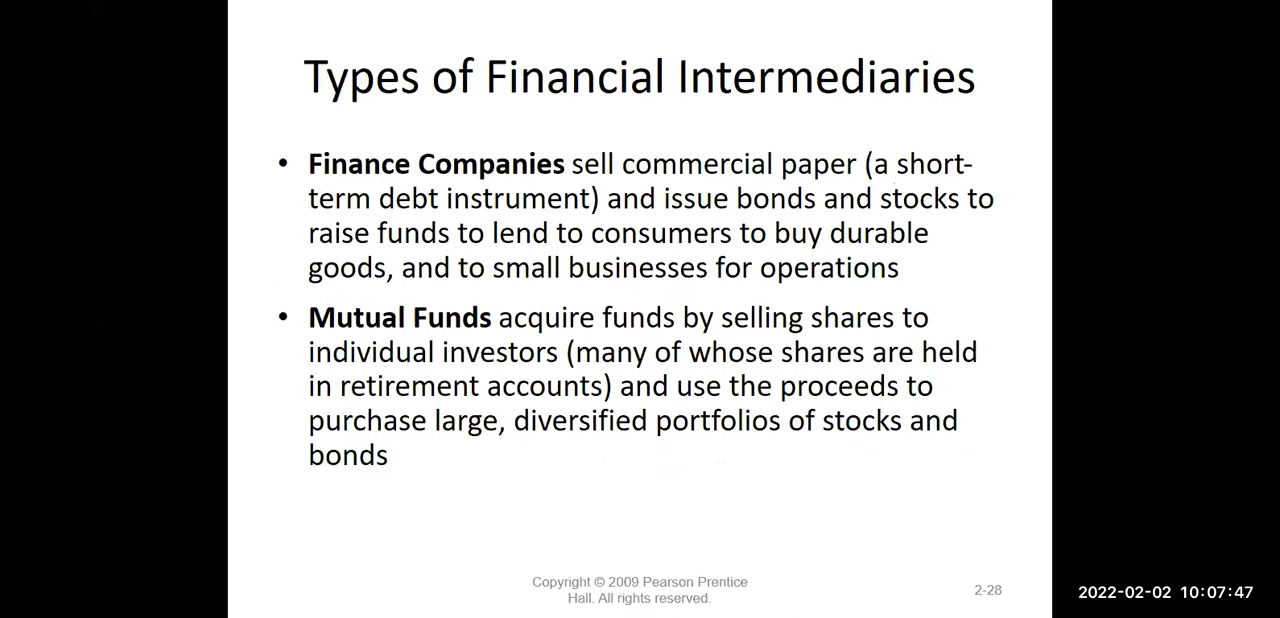 Types of Financial Intermediaries
• Finance Companies sell commercial paper (a short-
term debt instrument) and issue bonds and stocks to
raise funds to lend to consumers to buy durable
goods, and to small businesses for operations
• Mutual Funds acquire funds by selling shares to
individual investors (many of whose shares are held
in retirement accounts) and use the proceeds to
purchase large, diversified portfolios of stocks and
bonds
Copyright © 2009 Pearson Prentice
Hall. All rights reserved.
2-28
2022-02-02 10:07:47